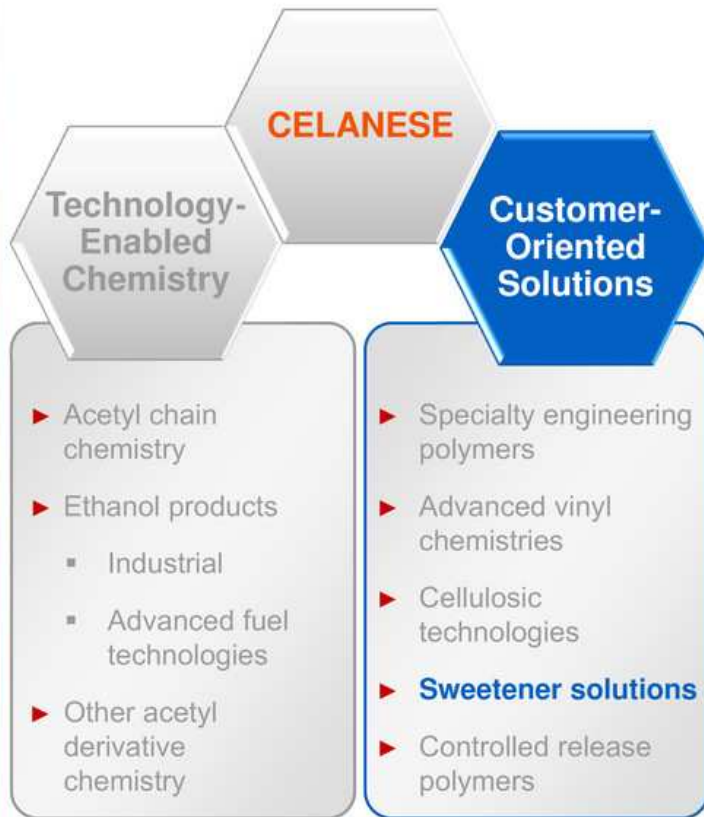 CELANESE
Technology-
Enabled
Chemistry
Customer-
Oriented
Solutions
► Acetyl chain
chemistry
► Ethanol products
▪ Industrial
▪ Advanced fuel
technologies
► Other acetyl
derivative
chemistry
► Specialty engineering
polymers
► Advanced vinyl
chemistries
► Cellulosic
technologies
► Sweetener solutions
► Controlled release
polymers